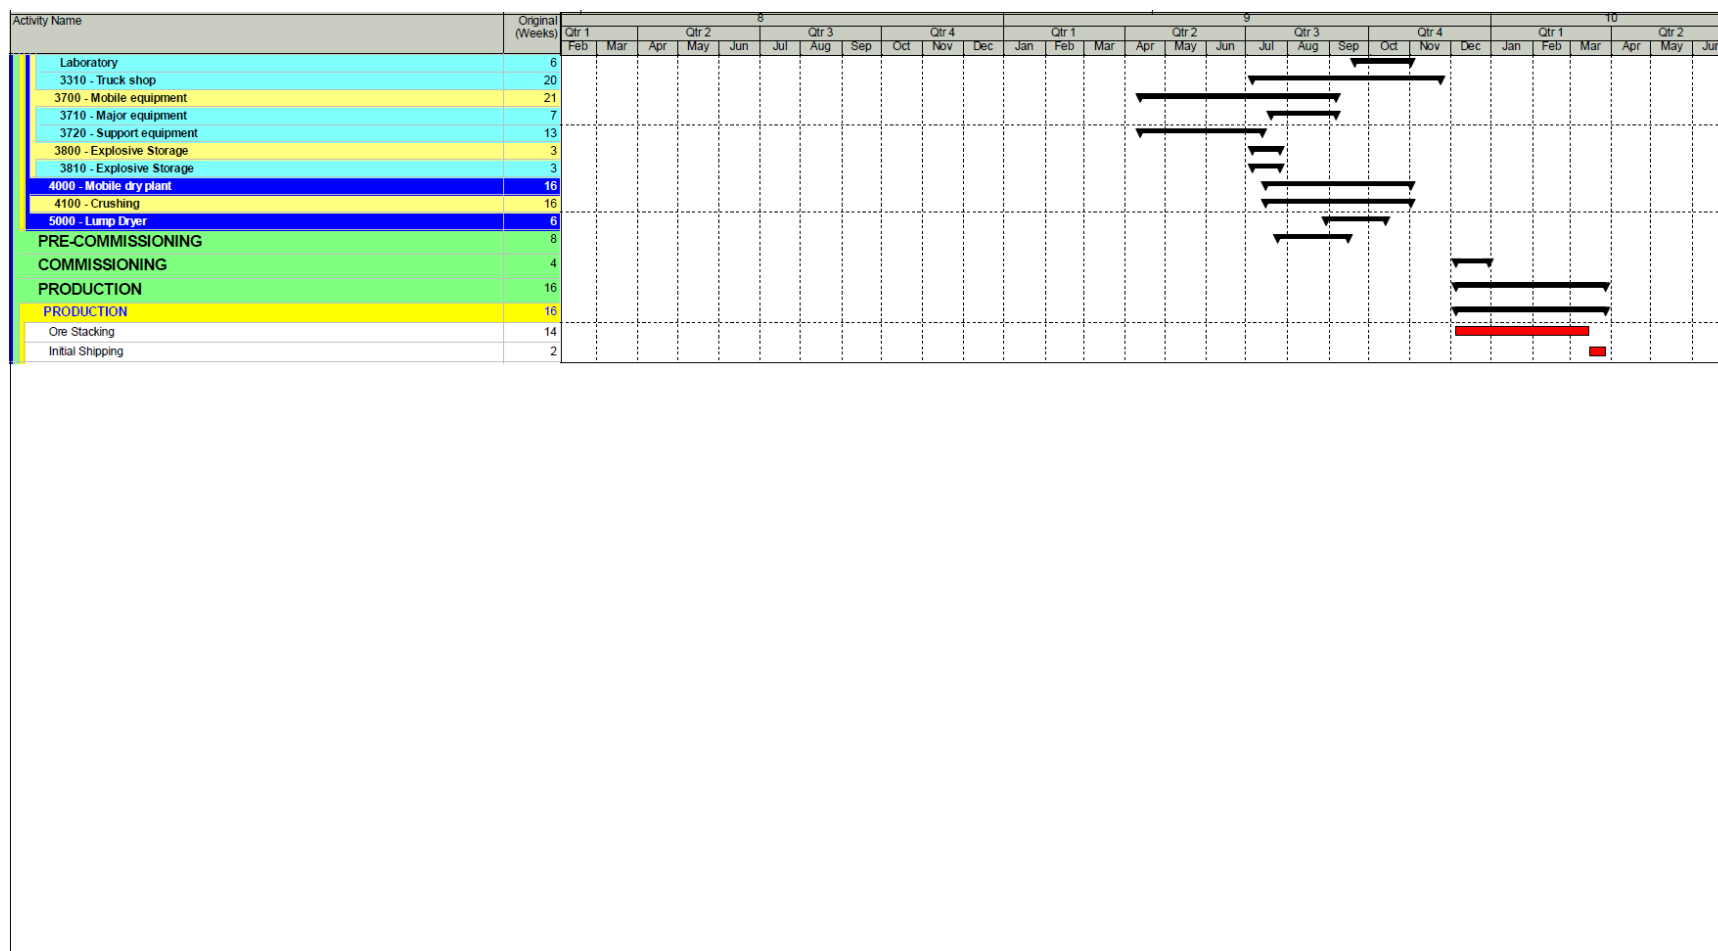 Activity Name Original 8 9 10
(Weeks) Qtr 1 Qtr 2 Qtr 3 Qtr 4 Qtr 1 Qtr 2 Qtr 3 Qtr 4 Qtr 1 Qtr 2
Feb Mar Apr May Jun Jul Aug Sep Oct Nov Dec Jan Feb Mar Apr May Jun Jul Aug Sep Oct Nov Dec Jan Feb Mar Apr May Jun
Laboratory 6
3310 - Truck shop 20
3700 - Mobile equipment 21
3710 - Major equipment 7
3720 - Support equipment 13
3800 - Explosive Storage 3
3810 - Explosive Storage 3
4000 - Mobile dry plant 16
4100 - Crushing 16
5000 - Lump Dryer 6
PRE-COMMISSIONING 8
COMMISSIONING 4
PRODUCTION 16
PRODUCTION 16
Ore Stacking 14
Initial Shipping 2